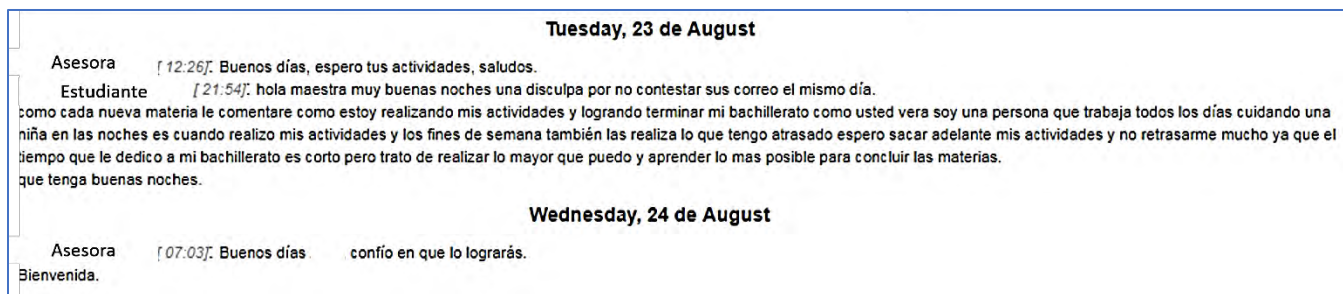 Tuesday, 23 de August
Asesora [12:26]: Buenos días, espero tus actividades, saludos.
Estudiante [21:54]: hola maestra muy buenas noches una disculpa por no contestar sus correo el mismo día.
como cada nueva materia le comentare como estoy realizando mis actividades y logrando terminar mi bachillerato como usted vera soy una persona que trabaja todos los días cuidando una
niña en las noches es cuando realizo mis actividades y los fines de semana también las realiza lo que tengo atrasado espero sacar adelante mis actividades y no retrasarme mucho ya que el
tiempo que le dedico a mi bachillerato es corto pero trato de realizar lo mayor que puedo y aprender lo mas posible para concluir las materias.
que tenga buenas noches.
Wednesday, 24 de August
Asesora [07:03]: Buenos días confío en que lo lograrás.
Bienvenida.